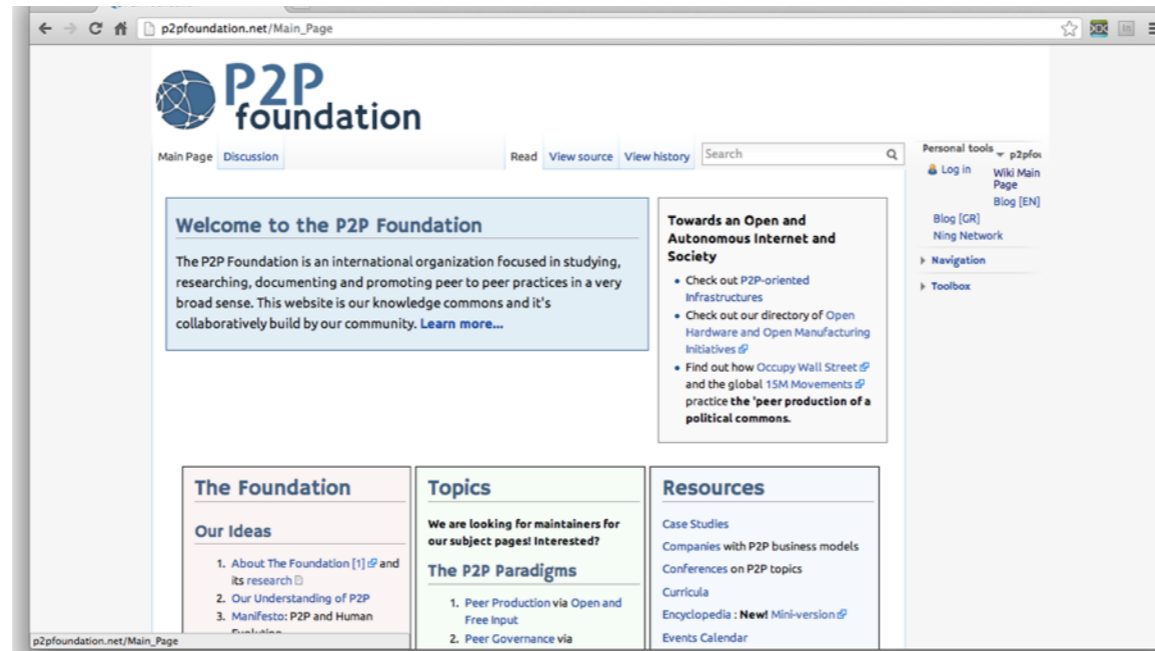 p2pfoundation.net/Main_Page
P2P
foundation
Main Page Discussion Read View source View history Search
Personal tools
p2pfou
Log in
Wiki Main
Page
Blog [EN]
Blog [GR]
Ning Network
Navigation
Toolbox
Welcome to the P2P Foundation
The P2P Foundation is an international organization focused in studying,
researching, documenting and promoting peer to peer practices in a very
broad sense. This website is our knowledge commons and it's
collaboratively build by our community. Learn more...
Towards an Open and
Autonomous Internet and
Society
Check out P2P-oriented
Infrastructures
Check out our directory of Open
Hardware and Open Manufacturing
Initiatives
Find out how Occupy Wall Street
and the global 15M Movements
practice the 'peer production of a
political commons.
The Foundation
Our Ideas
1. About The Foundation [1] and
its research
2. Our Understanding of P2P
3. Manifesto: P2P and Human
Evolution
Topics
We are looking for maintainers for
our subject pages! Interested?
The P2P Paradigms
1. Peer Production via Open and
Free Input
2. Peer Governance via
Resources
Case Studies
Companies with P2P business models
Conferences on P2P topics
Curricula
Encyclopedia : New! Mini-version
Events Calendar
p2pfoundation.net/Main_Page